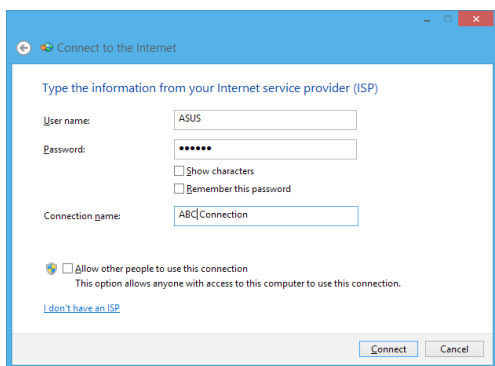 Connect to the Internet
Type the information from your Internet service provider (ISP)
User name: ASUS
Password: ••••••
Show characters
Remember this password
Connection name: ABC Connection
Allow other people to use this connection
This option allows anyone with access to this computer to use this connection.
I don't have an ISP
Connect Cancel